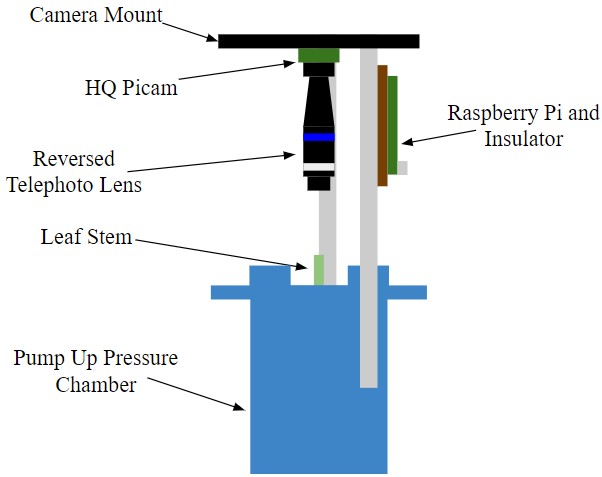 Camera Mount
HQ Picam
Raspberry Pi and
Insulator
Reversed
Telephoto Lens
Leaf Stem
Pump Up Pressure
Chamber